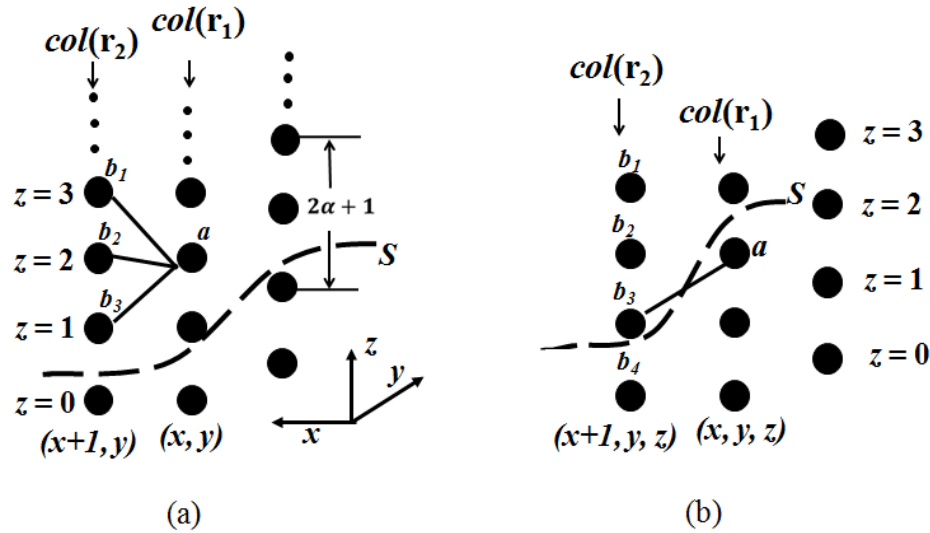 col(r₂)
col(r₁)
b₁
z = 3
b₂
a
z = 2
2α + 1
S
b₃
z = 1
z
y
z = 0
x
(x+1, y)
(x, y)
(a)
col(r₂)
col(r₁)
z = 3
b₁
S
z = 2
b₂
a
z = 1
b₃
b₄
z = 0
(x+1, y, z)
(x, y, z)
(b)